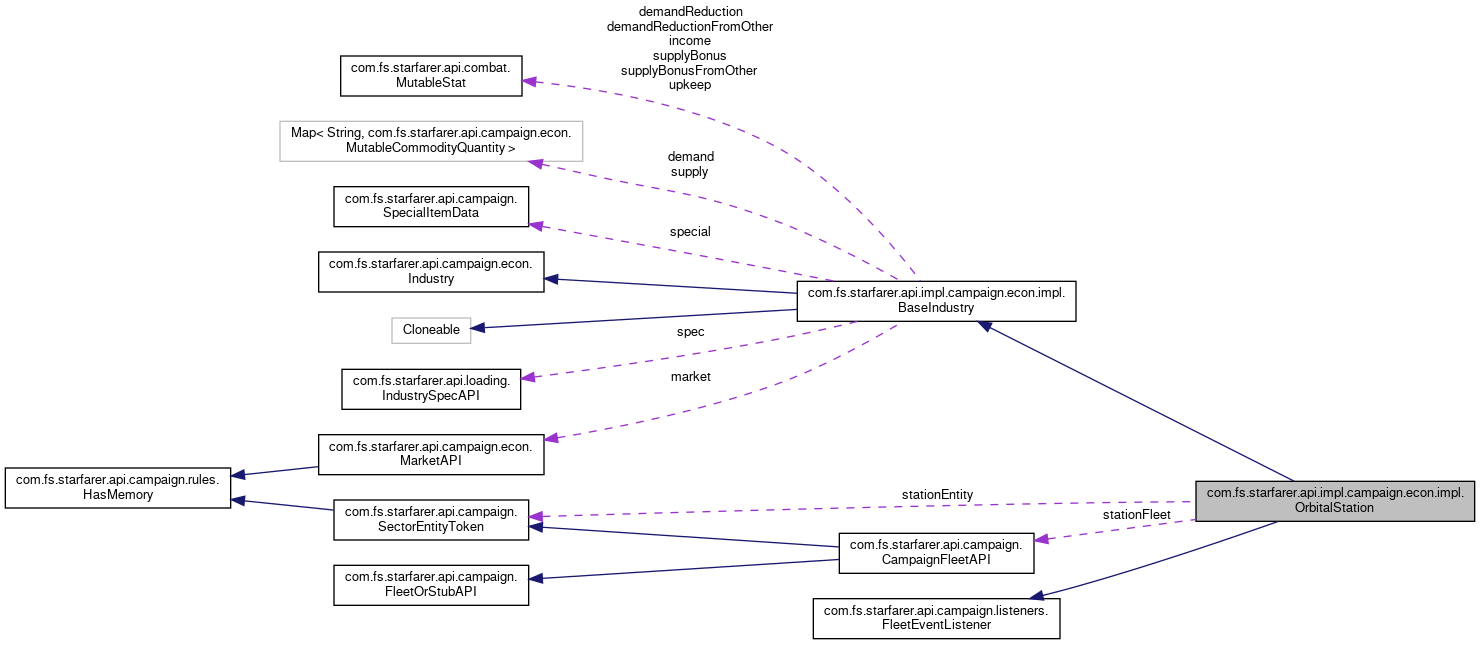 demandReduction
demandReductionFromOther
income
supplyBonus
supplyBonusFromOther
upkeep
com.fs.starfarer.api.combat.
MutableStat
Map< String, com.fs.starfarer.api.campaign.econ.
MutableCommodityQuantity >
demand
supply
com.fs.starfarer.api.campaign.
SpecialItemData
special
com.fs.starfarer.api.campaign.econ.
Industry
com.fs.starfarer.api.impl.campaign.econ.impl.
BaseIndustry
Cloneable
spec
com.fs.starfarer.api.loading.
IndustrySpecAPI
market
com.fs.starfarer.api.campaign.econ.
MarketAPI
com.fs.starfarer.api.campaign.rules.
HasMemory
com.fs.starfarer.api.campaign.
SectorEntityToken
stationEntity
stationFleet
com.fs.starfarer.api.impl.campaign.econ.impl.
OrbitalStation
com.fs.starfarer.api.campaign.
CampaignFleetAPI
com.fs.starfarer.api.campaign.
FleetOrStubAPI
com.fs.starfarer.api.campaign.listeners.
FleetEventListener